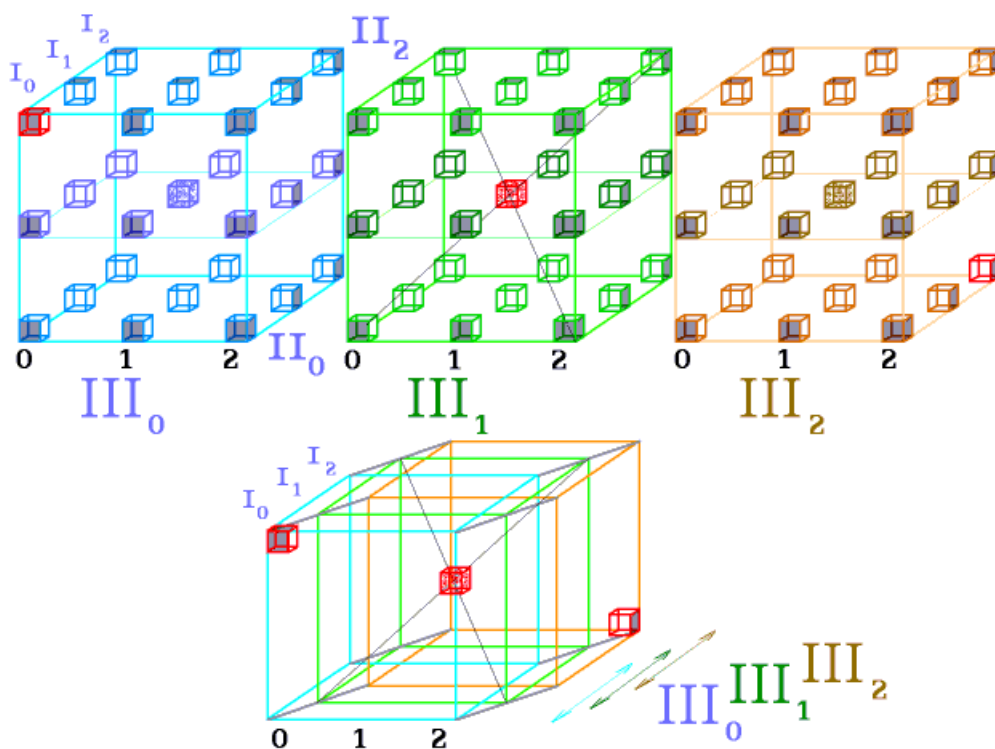 I₂
I₁
I₀
II₂
0 1 2 II₀ 0 1 2 0 1 2
III₀ III₁ III₂
I₂
I₁
I₀
III₂
III₁
III₀
0 1 2